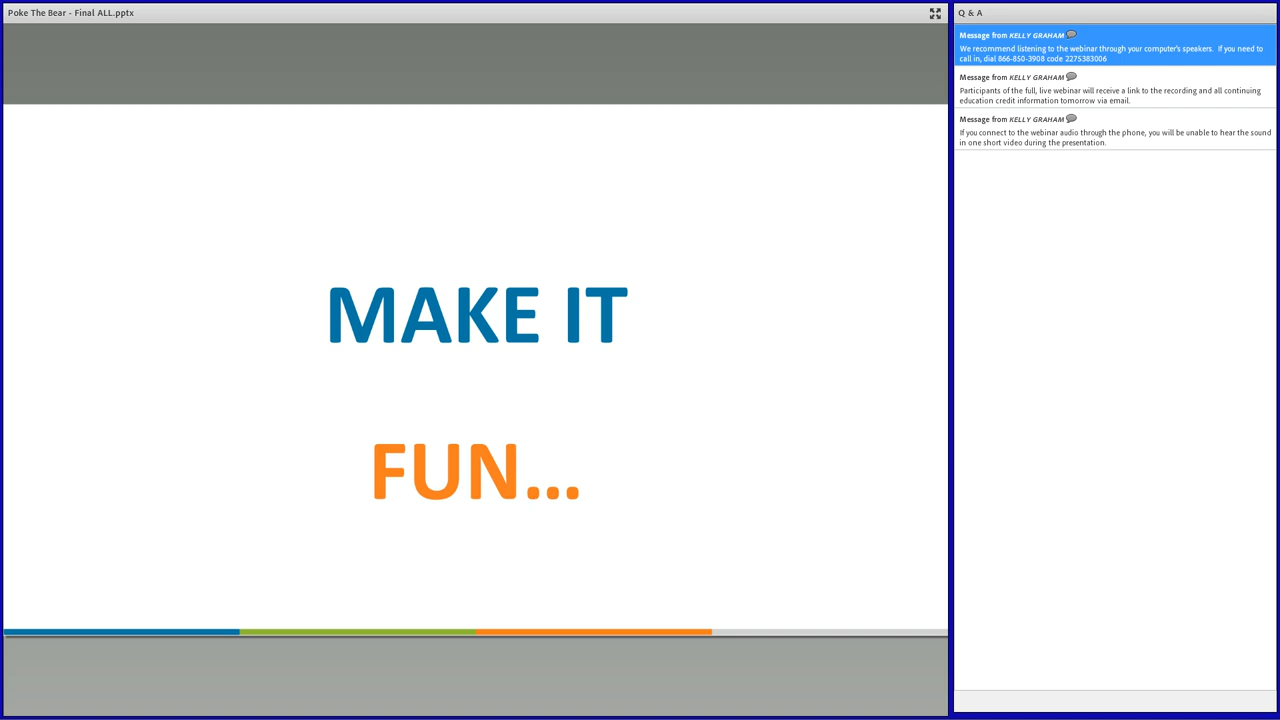 Poke The Bear - Final ALL.pptx
MAKE IT
FUN...
Q & A
Message from KELLY GRAHAM
We recommend listening to the webinar through your computer's speakers. If you need to
call in, dial 866-850-3908 code 2275383006
Message from KELLY GRAHAM
Participants of the full, live webinar will receive a link to the recording and all continuing
education credit information tomorrow via email.
Message from KELLY GRAHAM
If you connect to the webinar audio through the phone, you will be unable to hear the sound
in one short video during the presentation.